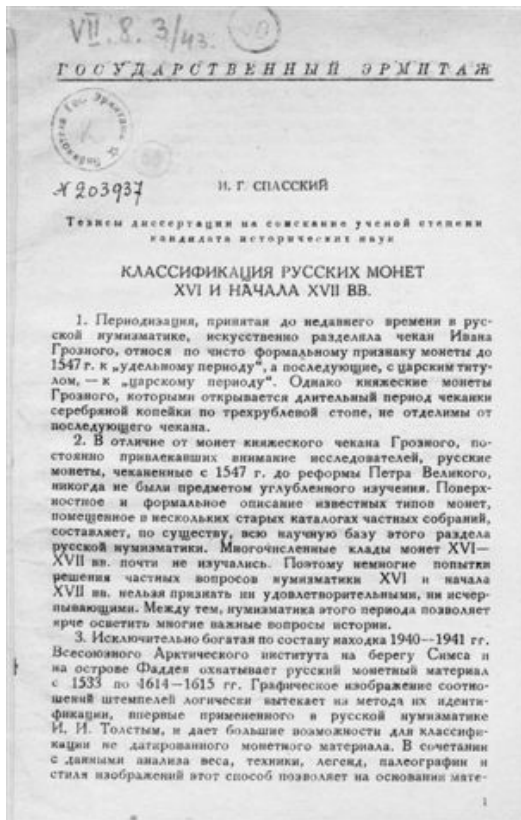 VII. 8. 3/43.
ГОСУДАРСТВЕННЫЙ ЭРМИТАЖ
№203937
И. Г. СПАССКИЙ
Тезисы диссертации на соискание ученой степени
кандидата исторических наук
КЛАССИФИКАЦИЯ РУССКИХ МОНЕТ
XVI И НАЧАЛА XVII ВВ.
1. Периодизация, принятая до недавнего времени в рус-
ской нумизматике, искусственно разделяла чекан Ивана
Грозного, относя по чисто формальному признаку монеты до
1547 г. к „удельному периоду“, а последующие, с царским титу-
лом, — к „царскому периоду“. Однако княжеские монеты
Грозного, которыми открывается длительный период чеканки
серебряной копейки по трехрублевой стопе, не отделимы от
последующего чекана.
2. В отличие от монет княжеского чекана Грозного, по-
стоянно привлекавших внимание исследователей, русские
монеты, чеканенные с 1547 г. до реформы Петра Великого,
никогда не были предметом углубленного изучения. Поверх-
ностное и формальное описание известных типов монет,
помещенное в нескольких старых каталогах частных собраний,
составляет, по существу, всю научную базу этого раздела
русской нумизматики. Многочисленные клады монет XVI—
XVII вв. почти не изучались. Поэтому немногие попытки
решения частных вопросов нумизматики XVI и начала
XVII вв. нельзя признать ни удовлетворительными, ни исчер-
пывающими. Между тем, нумизматика этого периода позволяет
ярче осветить многие важные вопросы истории.
3. Исключительно богатая по составу находка 1940—1941 гг.
Всесоюзного Арктического института на берегу Симса и
на острове Фаддея охватывает русский монетный материал
с 1533 по 1614—1615 гг. Графическое изображение соотно-
шений штемпелей логически вытекает из метода их иденти-
фикации, впервые примененного в русской нумизматике
И. И. Толстым, и дает большие возможности для классифи-
кации не датированного монетного материала. В сочетании
с данными анализа веса, техники, легенд, палеографии и
стиля изображений этот способ позволяет на основании мате-
1